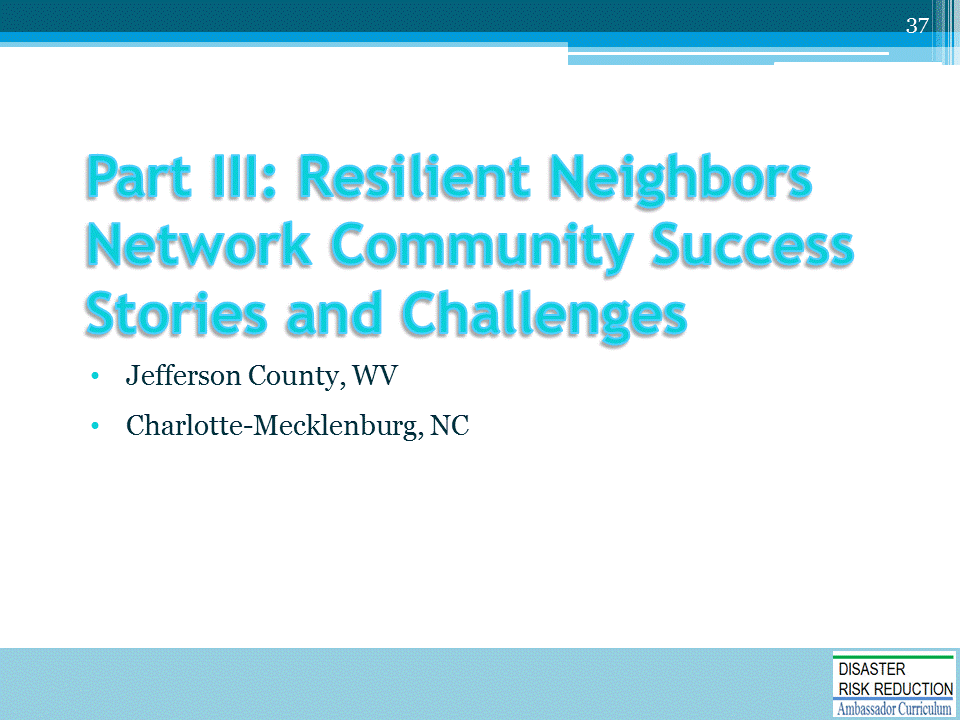 37
Part III: Resilient Neighbors
Network Community Success
Stories and Challenges
• Jefferson County, WV
• Charlotte-Mecklenburg, NC
DISASTER
RISK REDUCTION
Ambassador Curriculum